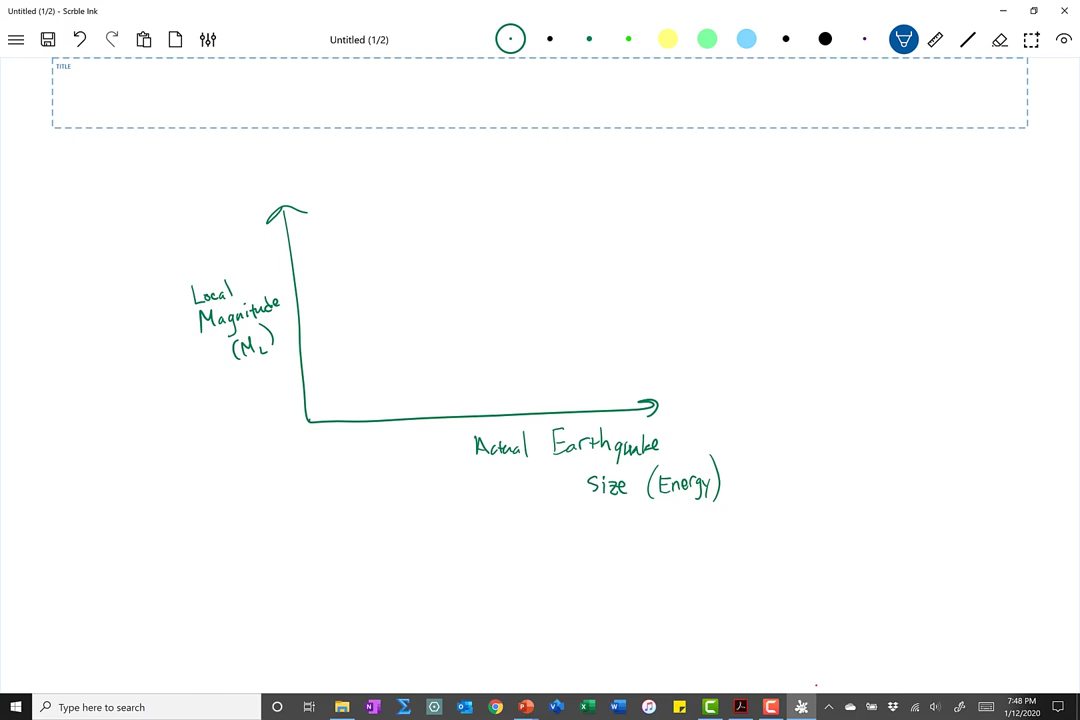 Untitled (1/2) - Scrble Ink
Untitled (1/2)
TITLE
Local
Magnitude
(ML)
Actual Earthquake
Size (Energy)
Type here to search
7:48 PM
1/12/2020